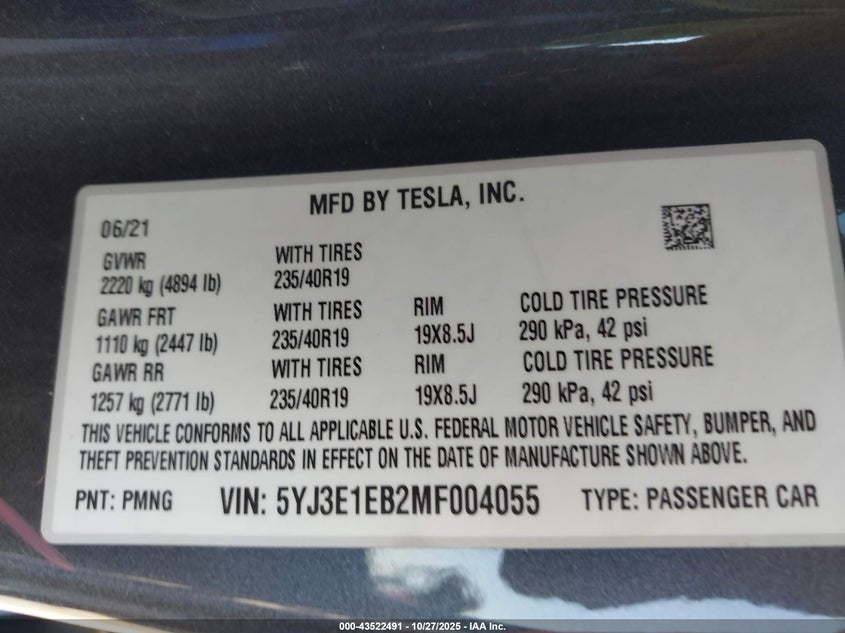 MFD BY TESLA, INC.
06/21
GVWR WITH TIRES
2220 kg (4894 lb) 235/40R19
GAWR FRT WITH TIRES RIM COLD TIRE PRESSURE
1110 kg (2447 lb) 235/40R19 19X8.5J 290 kPa, 42 psi
GAWR RR WITH TIRES RIM COLD TIRE PRESSURE
1257 kg (2771 lb) 235/40R19 19X8.5J 290 kPa, 42 psi
THIS VEHICLE CONFORMS TO ALL APPLICABLE U.S. FEDERAL MOTOR VEHICLE SAFETY, BUMPER, AND
THEFT PREVENTION STANDARDS IN EFFECT ON THE DATE OF MANUFACTURE SHOWN ABOVE.
PNT: PMNG VIN: 5YJ3E1EB2MF004055 TYPE: PASSENGER CAR
000-43522491 - 10/27/2025 - IAA Inc.